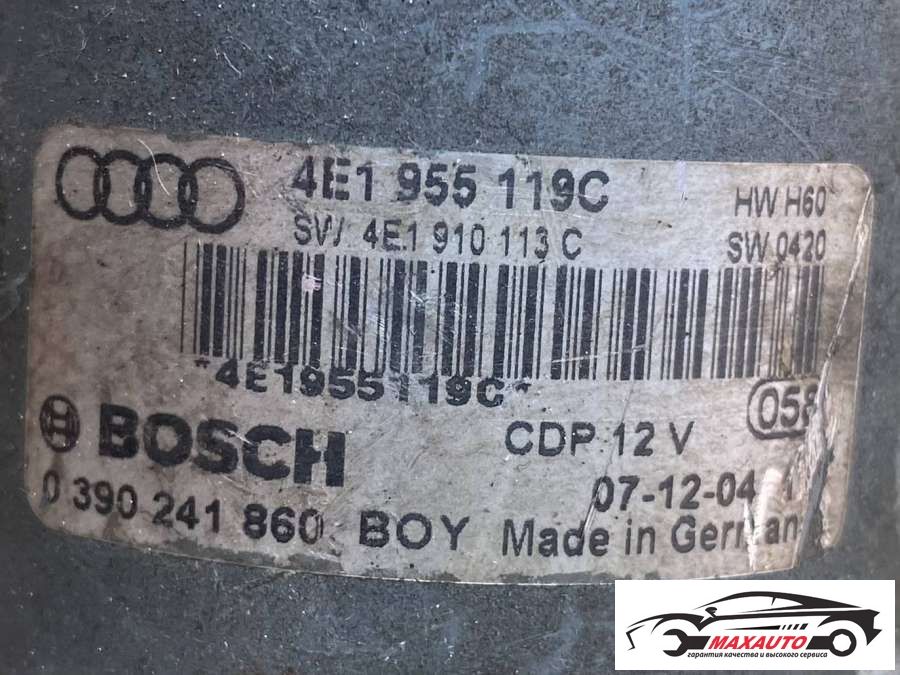 4E1 955 119C
HW H60
SW 4E1 910 113 C
SW 0420
*4E1955119C*
058
BOSCH
CDP 12 V
07-12-04
0 390 241 860 BOY
Made in Germany
MAXAUTO
гарантия качества и высокого сервиса